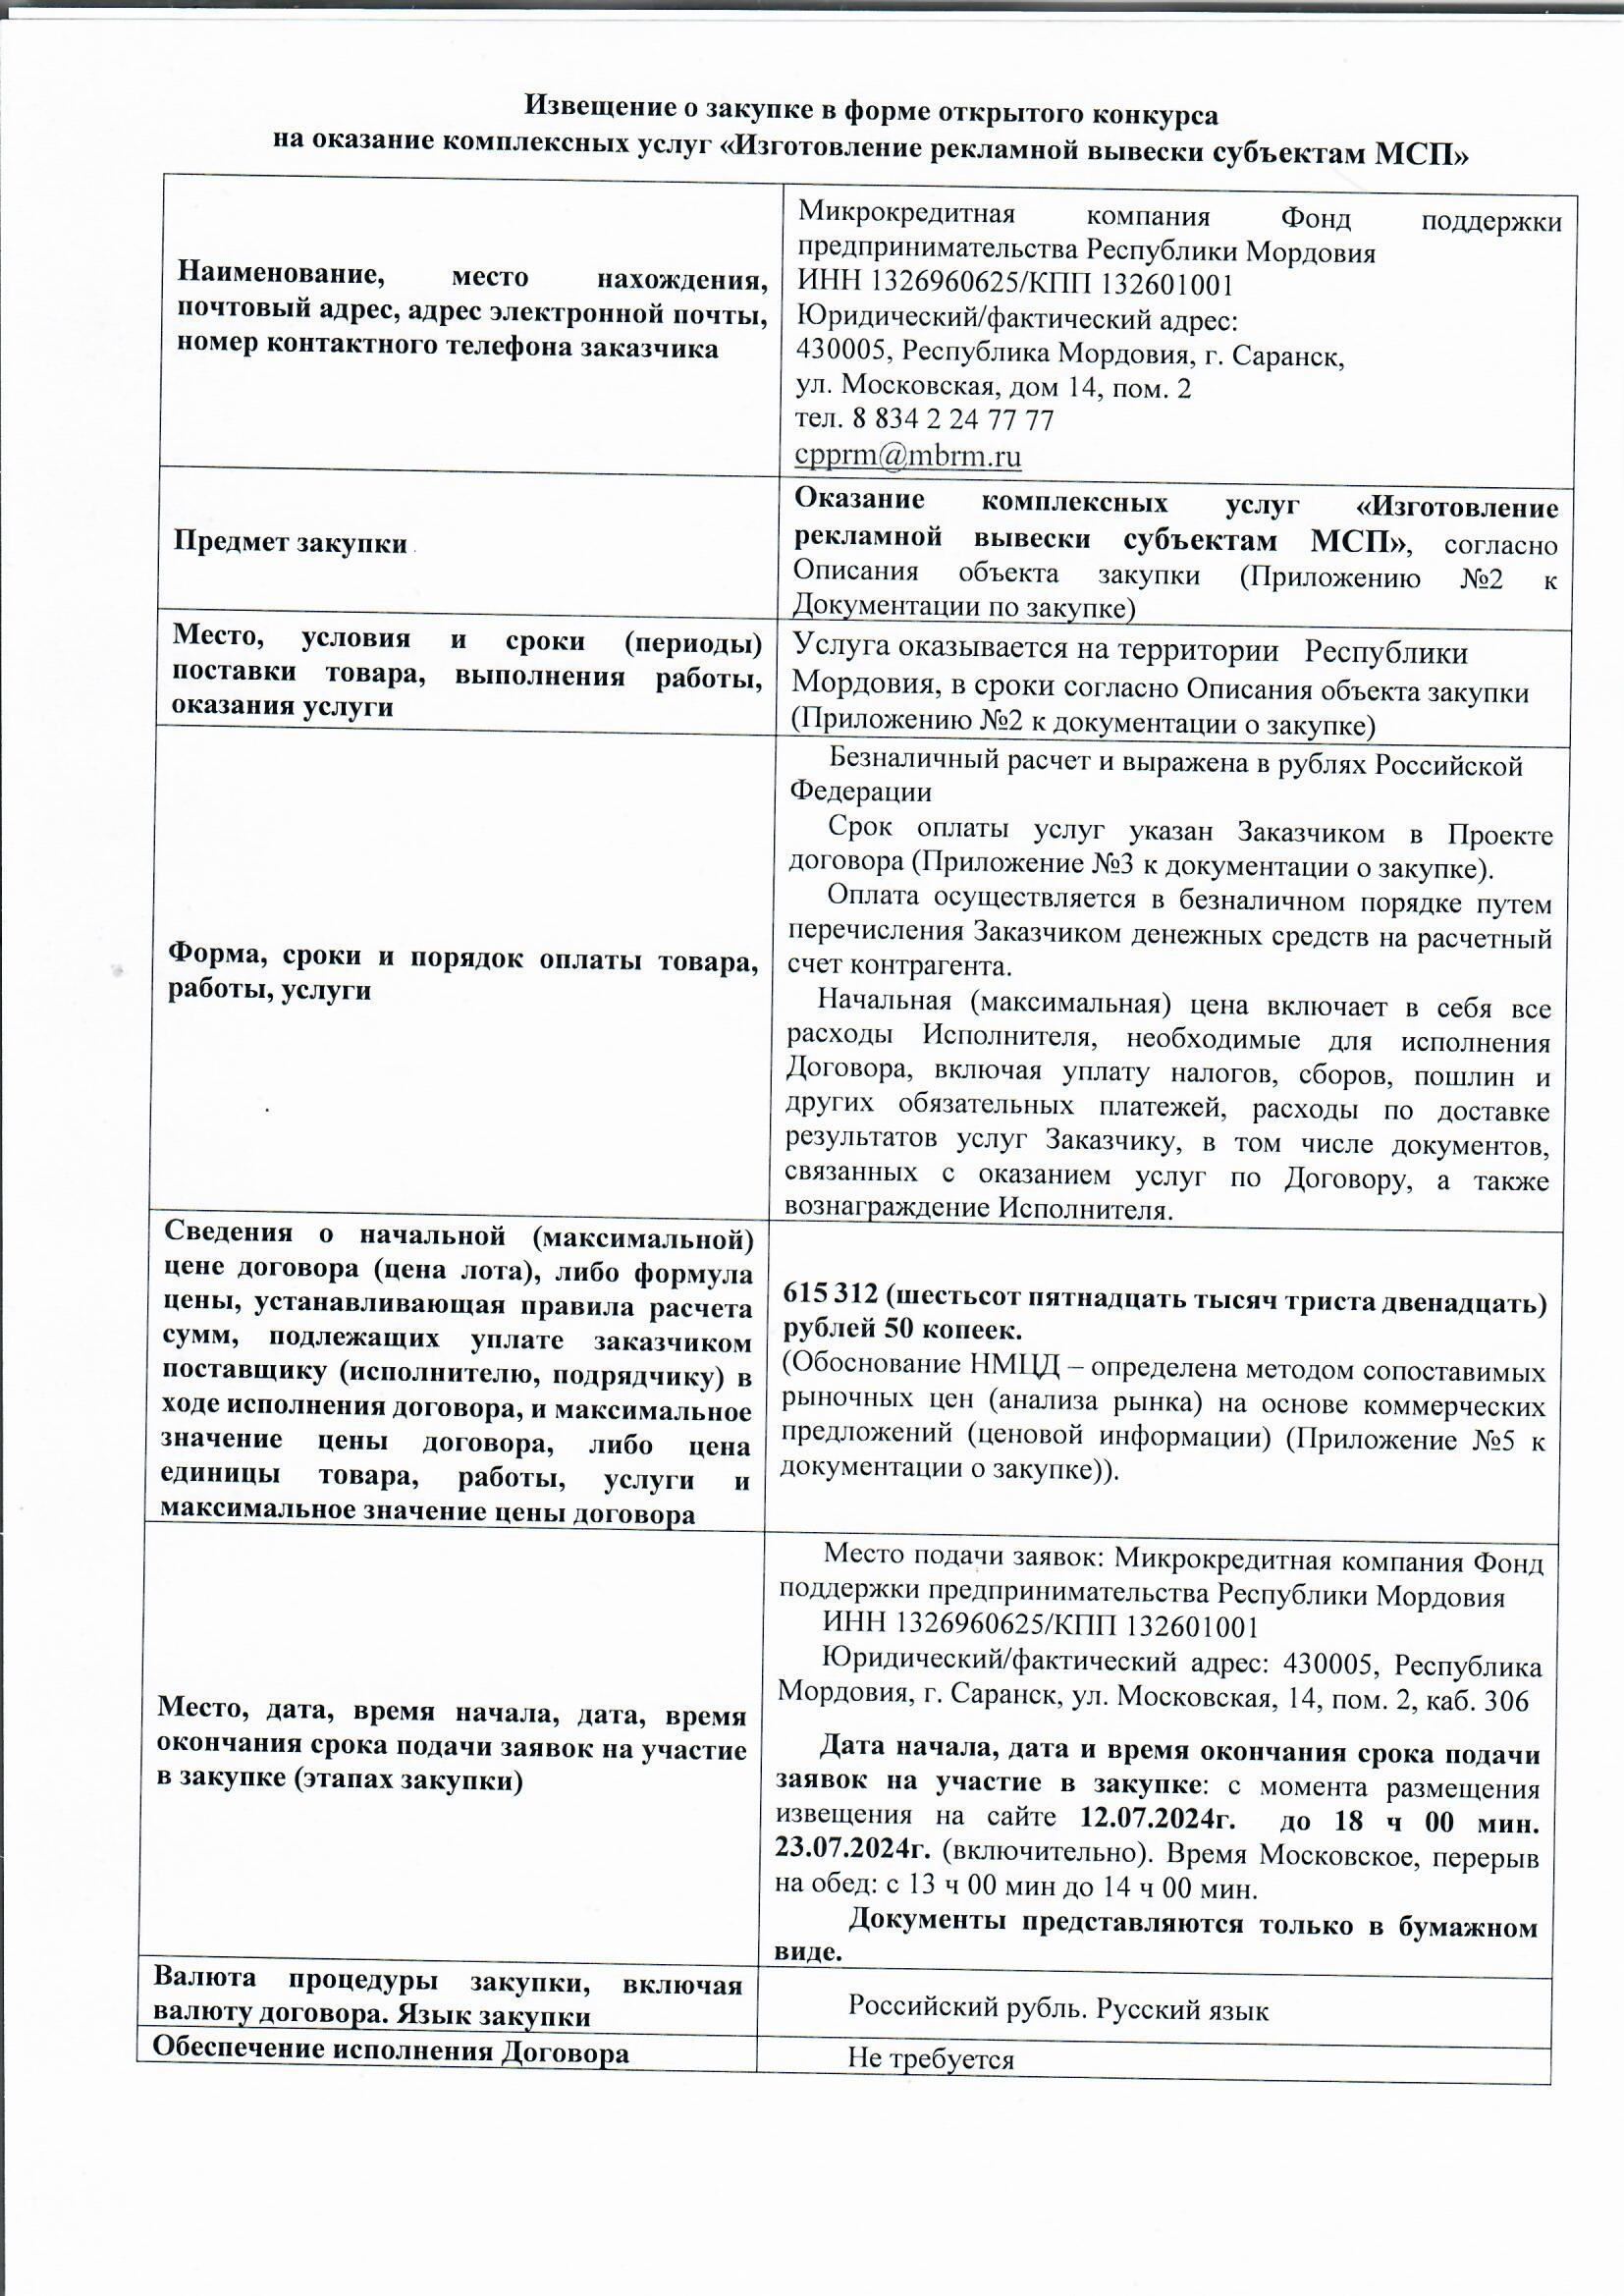 Извещение о закупке в форме открытого конкурса
на оказание комплексных услуг «Изготовление рекламной вывески субъектам МСП»
Наименование, место нахождения,
почтовый адрес, адрес электронной почты,
номер контактного телефона заказчика
Микрокредитная компания Фонд поддержки
предпринимательства Республики Мордовия
ИНН 1326960625/КПП 132601001
Юридический/фактический адрес:
430005, Республика Мордовия, г. Саранск,
ул. Московская, дом 14, пом. 2
тел. 8 834 2 24 77 77
cpprm@mbrm.ru
Предмет закупки
Оказание комплексных услуг «Изготовление
рекламной вывески субъектам МСП», согласно
Описания объекта закупки (Приложению №2 к
Документации по закупке)
Место, условия и сроки (периоды)
поставки товара, выполнения работы,
оказания услуги
Услуга оказывается на территории Республики
Мордовия, в сроки согласно Описания объекта закупки
(Приложению №2 к документации о закупке)
Форма, сроки и порядок оплаты товара,
работы, услуги
Безналичный расчет и выражена в рублях Российской
Федерации
Срок оплаты услуг указан Заказчиком в Проекте
договора (Приложение №3 к документации о закупке).
Оплата осуществляется в безналичном порядке путем
перечисления Заказчиком денежных средств на расчетный
счет контрагента.
Начальная (максимальная) цена включает в себя все
расходы Исполнителя, необходимые для исполнения
Договора, включая уплату налогов, сборов, пошлин и
других обязательных платежей, расходы по доставке
результатов услуг Заказчику, в том числе документов,
связанных с оказанием услуг по Договору, а также
вознаграждение Исполнителя.
Сведения о начальной (максимальной)
цене договора (цена лота), либо формула
цены, устанавливающая правила расчета
сумм, подлежащих уплате заказчиком
поставщику (исполнителю, подрядчику) в
ходе исполнения договора, и максимальное
значение цены договора, либо цена
единицы товара, работы, услуги и
максимальное значение цены договора
615 312 (шестьсот пятнадцать тысяч триста двенадцать)
рублей 50 копеек.
(Обоснование НМЦД – определена методом сопоставимых
рыночных цен (анализа рынка) на основе коммерческих
предложений (ценовой информации) (Приложение №5 к
документации о закупке)).
Место, дата, время начала, дата, время
окончания срока подачи заявок на участие
в закупке (этапах закупки)
Место подачи заявок: Микрокредитная компания Фонд
поддержки предпринимательства Республики Мордовия
ИНН 1326960625/КПП 132601001
Юридический/фактический адрес: 430005, Республика
Мордовия, г. Саранск, ул. Московская, 14, пом. 2, каб. 306
Дата начала, дата и время окончания срока подачи
заявок на участие в закупке: с момента размещения
извещения на сайте 12.07.2024г. до 18 ч 00 мин.
23.07.2024г. (включительно). Время Московское, перерыв
на обед: с 13 ч 00 мин до 14 ч 00 мин.
Документы представляются только в бумажном
виде.
Валюта процедуры закупки, включая
валюту договора. Язык закупки
Российский рубль. Русский язык
Обеспечение исполнения Договора
Не требуется